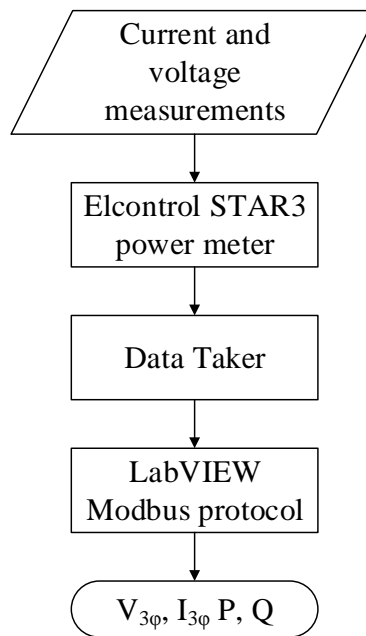 Current and
voltage
measurements
Elcontrol STAR3
power meter
Data Taker
LabVIEW
Modbus protocol
V₃φ, I₃φ P, Q